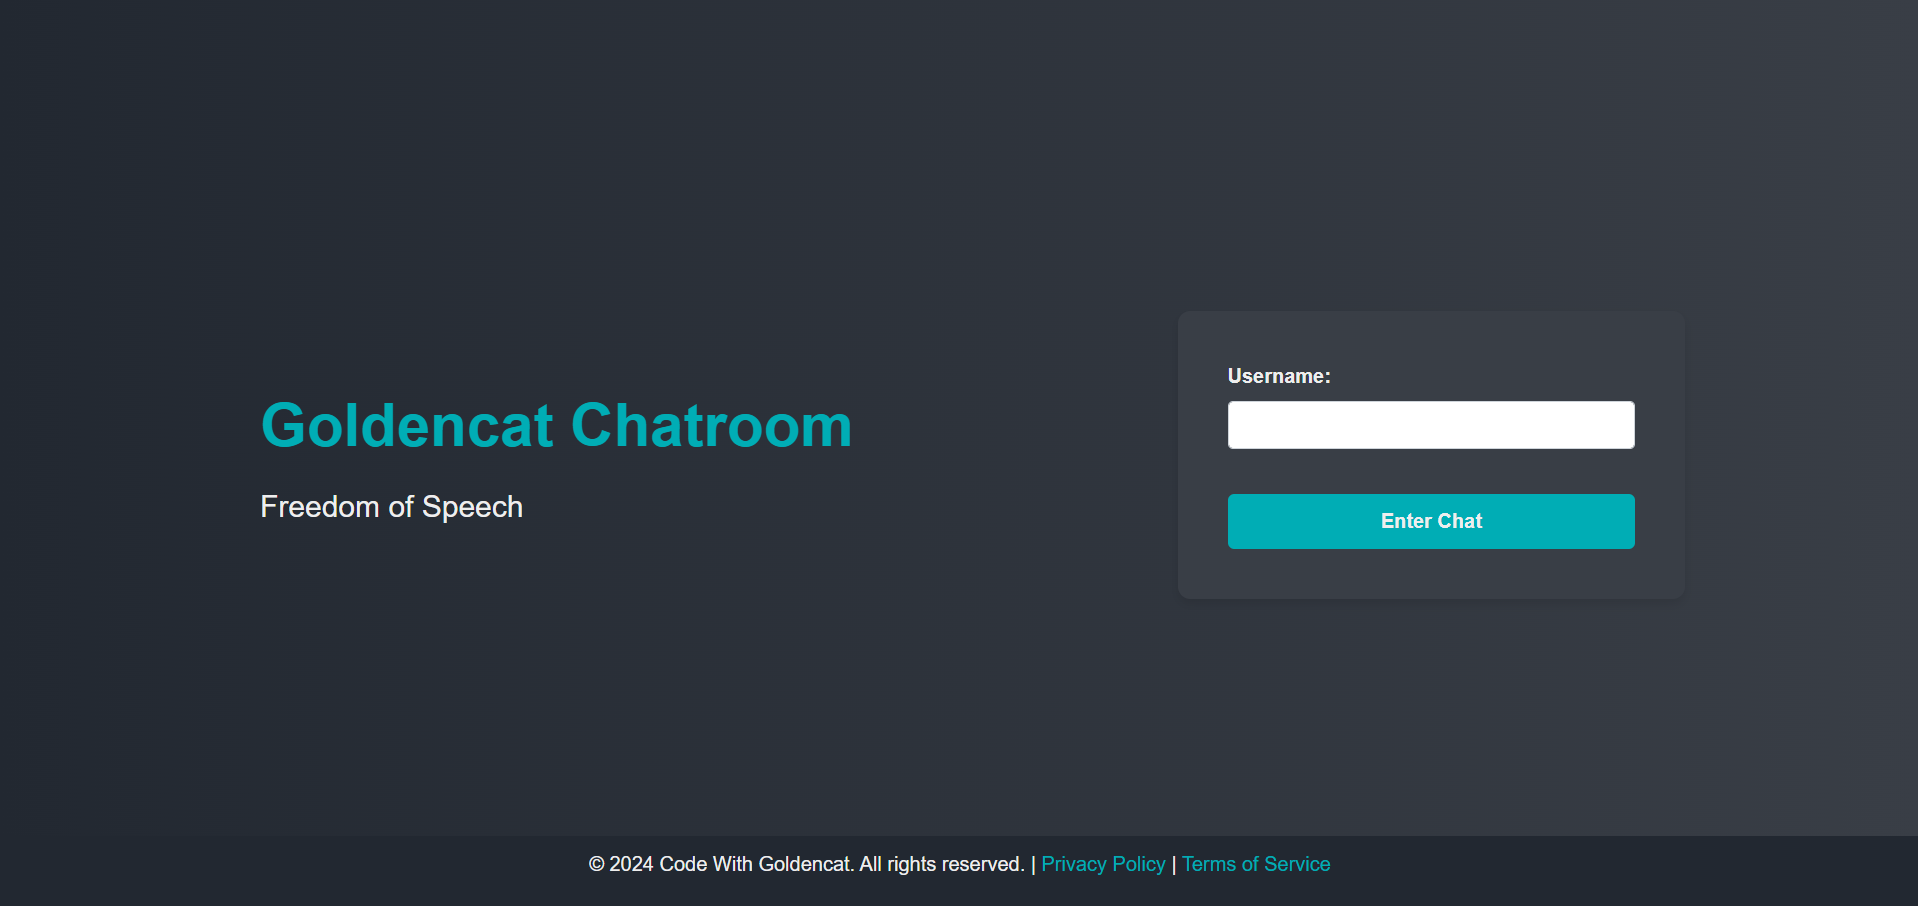 Goldencat Chatroom
Freedom of Speech
Username:
Enter Chat
© 2024 Code With Goldencat. All rights reserved. | Privacy Policy | Terms of Service